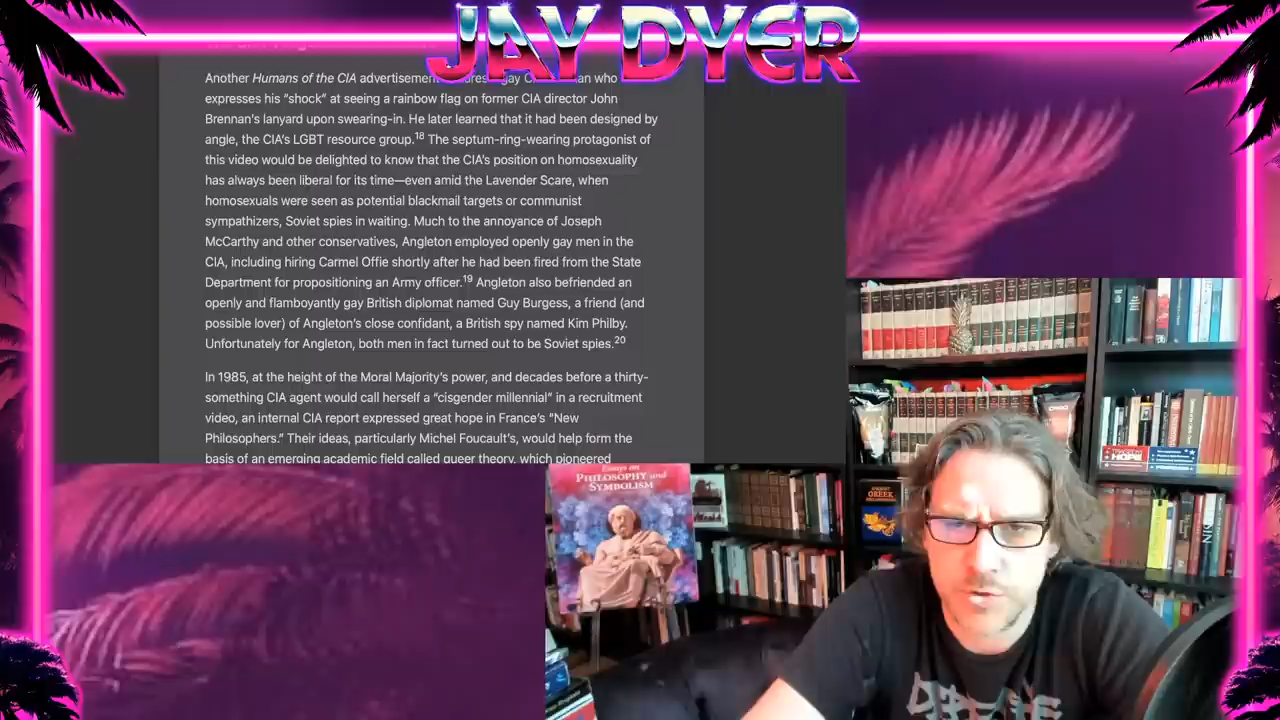 JAY DYER
Another Humans of the CIA advertisement gay who
expresses his “shock” at seeing a rainbow flag on former CIA director John
Brennan’s lanyard upon swearing-in. He later learned that it had been designed by
angle, the CIA’s LGBT resource group.18 The septum-ring-wearing protagonist of
this video would be delighted to know that the CIA’s position on homosexuality
has always been liberal for its time—even amid the Lavender Scare, when
homosexuals were seen as potential blackmail targets or communist
sympathizers, Soviet spies in waiting. Much to the annoyance of Joseph
McCarthy and other conservatives, Angleton employed openly gay men in the
CIA, including hiring Carmel Offie shortly after he had been fired from the State
Department for propositioning an Army officer.19 Angleton also befriended an
openly and flamboyantly gay British diplomat named Guy Burgess, a friend (and
possible lover) of Angleton’s close confidant, a British spy named Kim Philby.
Unfortunately for Angleton, both men in fact turned out to be Soviet spies.20
In 1985, at the height of the Moral Majority’s power, and decades before a thirty-
something CIA agent would call herself a “cisgender millennial” in a recruitment
video, an internal CIA report expressed great hope in France’s “New
Philosophers.” Their ideas, particularly Michel Foucault’s, would help form the
basis of an emerging academic field called queer theory, which pioneered
Essays on
PHILOSOPHY and
SYMBOLISM
GREEK
HOPE